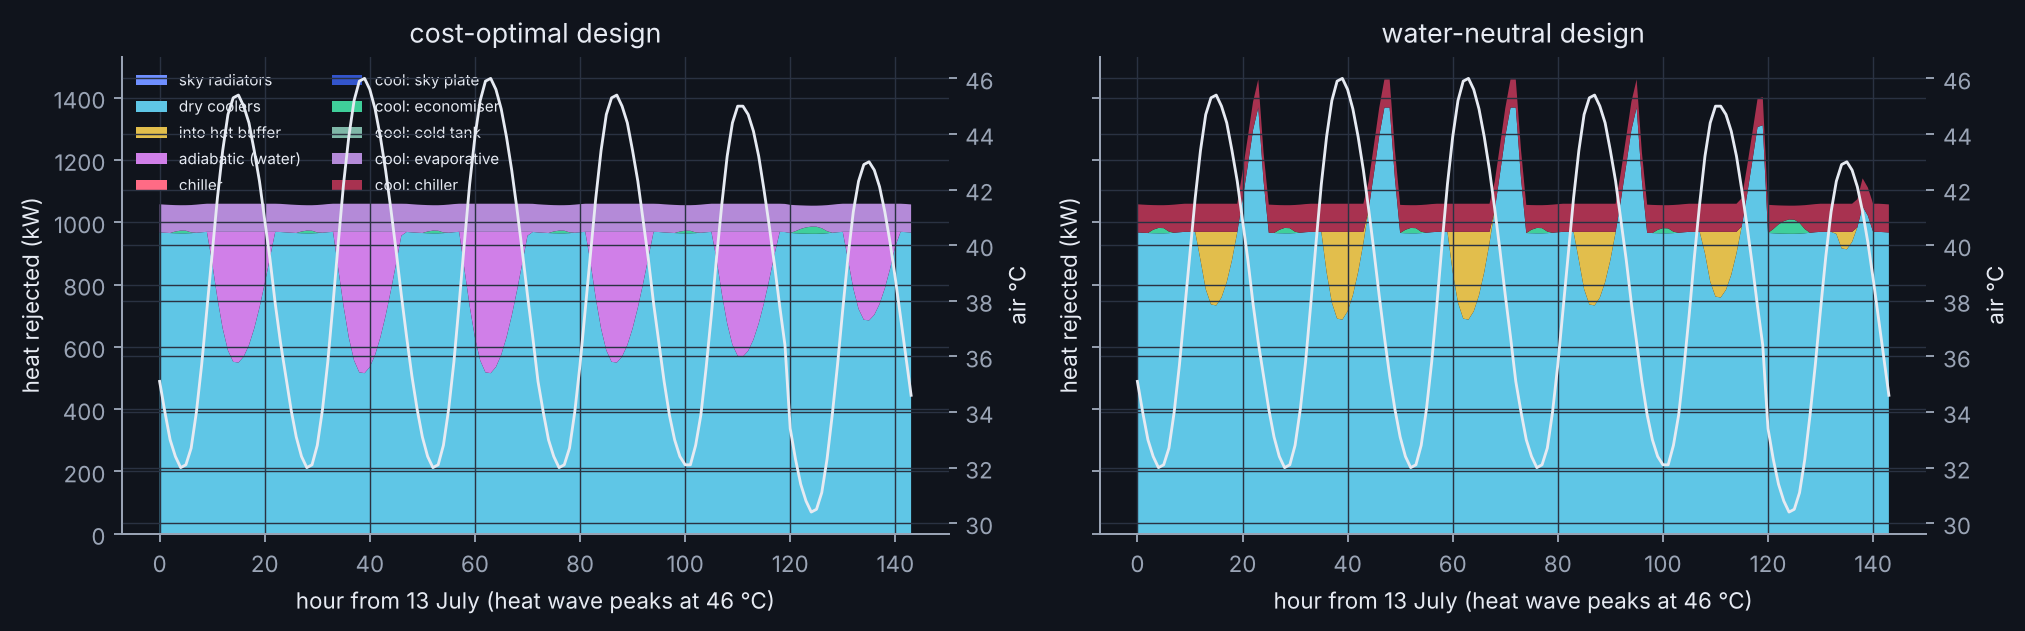 cost-optimal design
water-neutral design
sky radiators
dry coolers
into hot buffer
adiabatic (water)
chiller
cool: sky plate
cool: economiser
cool: cold tank
cool: evaporative
cool: chiller
heat rejected (kW)
1400
1200
1000
800
600
400
200
0
0 20 40 60 80 100 120 140
hour from 13 July (heat wave peaks at 46 °C)
46
44
42
40
38
36
34
32
30
air °C
heat rejected (kW)
0 20 40 60 80 100 120 140
hour from 13 July (heat wave peaks at 46 °C)
46
44
42
40
38
36
34
32
30
air °C